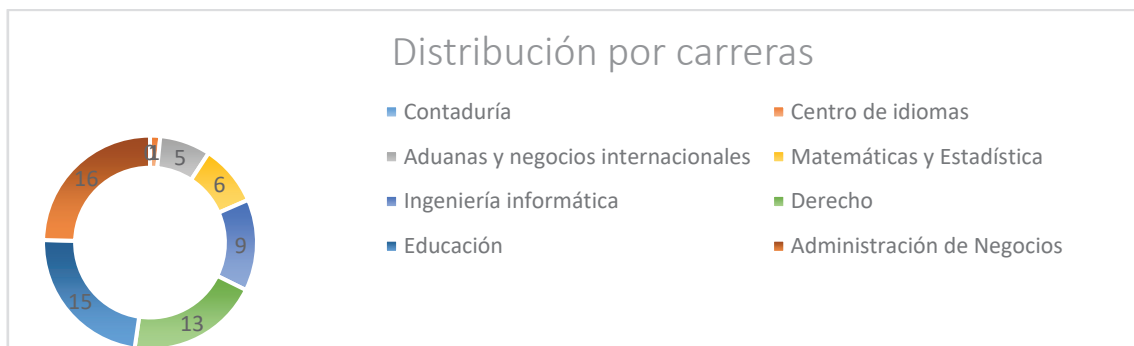 Distribución por carreras
Contaduría
Centro de idiomas
Aduanas y negocios internacionales
Matemáticas y Estadística
Ingeniería informática
Derecho
Educación
Administración de Negocios
1
5
6
9
13
15
16